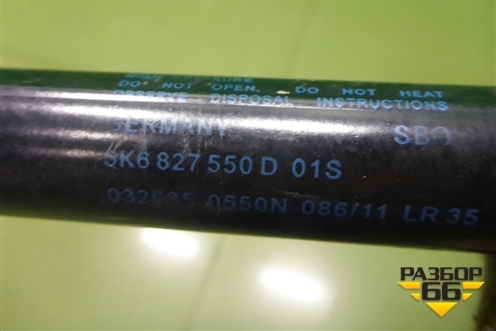 DO NOT OPEN. DO NOT HEAT
DISPOSAL INSTRUCTIONS
GERMANY
5K6 827 550 D 01S
0550N 086/11 LR 35
РАЗБОР
66